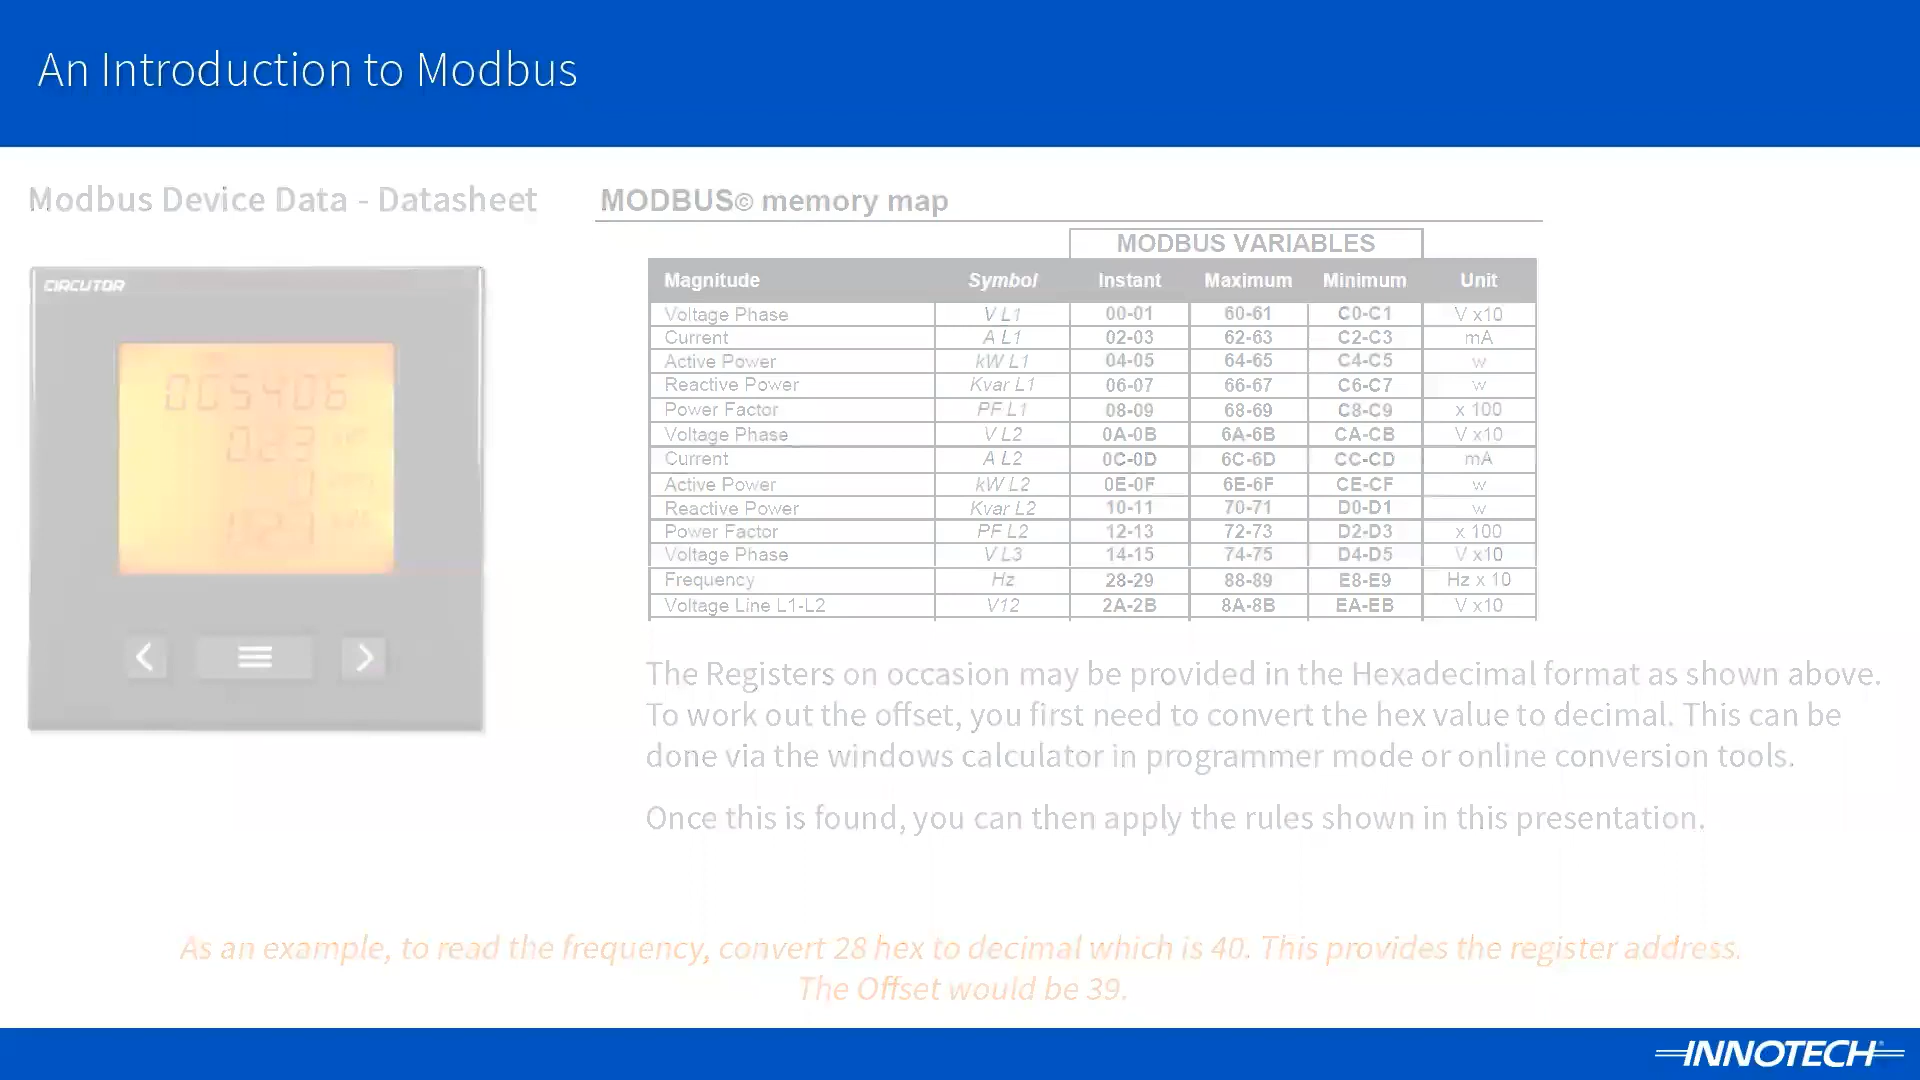 An Introduction to Modbus
Modbus Device Data - Datasheet
MODBUS© memory map
MODBUS VARIABLES
Magnitude Symbol Instant Maximum Minimum Unit
Voltage Phase V L1 00-01 60-61 C0-C1 V x10
Current A L1 02-03 62-63 C2-C3 mA
Active Power kW L1 04-05 64-65 C4-C5 w
Reactive Power Kvar L1 06-07 66-67 C6-C7 w
Power Factor PF L1 08-09 68-69 C8-C9 x 100
Voltage Phase V L2 0A-0B 6A-6B CA-CB V x10
Current A L2 0C-0D 6C-6D CC-CD mA
Active Power kW L2 0E-0F 6E-6F CE-CF w
Reactive Power Kvar L2 10-11 70-71 D0-D1 w
Power Factor PF L2 12-13 72-73 D2-D3 x 100
Voltage Phase V L3 14-15 74-75 D4-D5 V x10
Frequency Hz 28-29 88-89 E8-E9 Hz x 10
Voltage Line L1-L2 V12 2A-2B 8A-8B EA-EB V x10
CIRCUTOR
005406
023
1
The Registers on occasion may be provided in the Hexadecimal format as shown above.
To work out the offset, you first need to convert the hex value to decimal. This can be
done via the windows calculator in programmer mode or online conversion tools.
Once this is found, you can then apply the rules shown in this presentation.
As an example, to read the frequency, convert 28 hex to decimal which is 40. This provides the register address.
The Offset would be 39.
INNOTECH